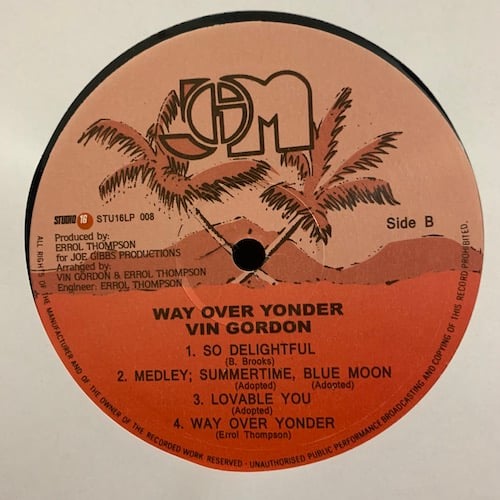 JGM
STUDIO 16 STU16LP 008
Side B
Produced by:
ERROL THOMPSON
for JOE GIBBS PRODUCTIONS
Arranged by:
VIN GORDON & ERROL THOMPSON
Engineer: ERROL THOMPSON
WAY OVER YONDER
VIN GORDON
1. SO DELIGHTFUL
(B. Brooks)
2. MEDLEY; SUMMERTIME, BLUE MOON
(Adopted) (Adopted)
3. LOVABLE YOU
(Adopted)
4. WAY OVER YONDER
(Errol Thompson)
ALL RIGHTS OF THE MANUFACTURER AND OF THE OWNER OF THE RECORDED WORK RESERVED - UNAUTHORISED PUBLIC PERFORMANCE BROADCASTING AND COPYING OF THIS RECORD PROHIBITED.